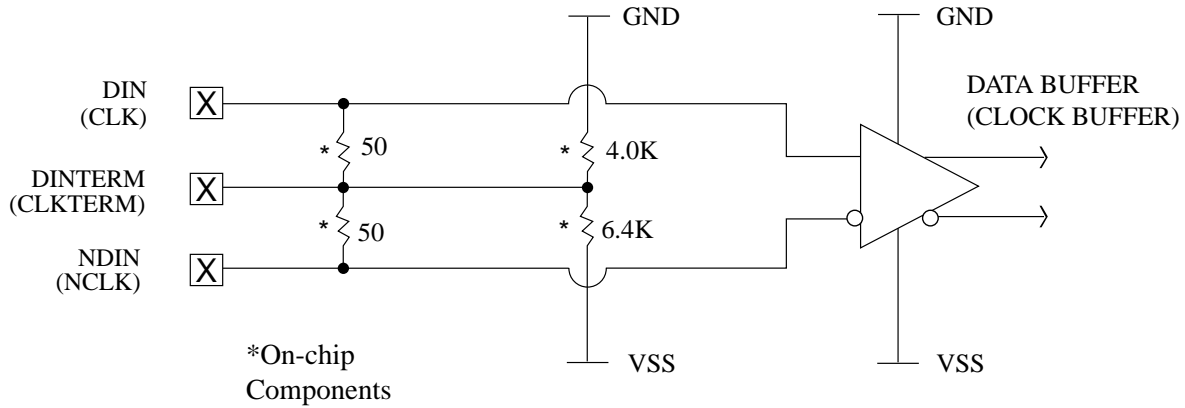 GND
GND
DIN
(CLK)
X
DATA BUFFER
(CLOCK BUFFER)
* 50
* 4.0K
DINTERM
(CLKTERM)
X
* 50
* 6.4K
NDIN
(NCLK)
X
*On-chip
Components
VSS
VSS